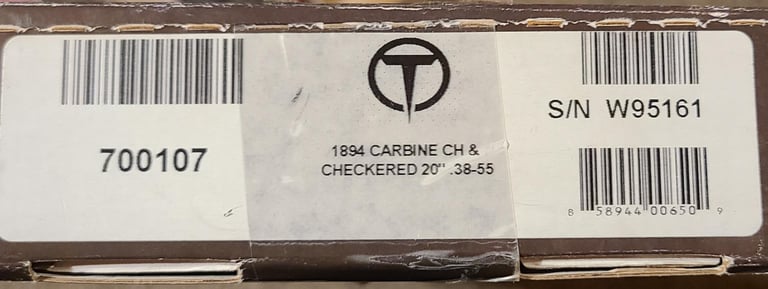 700107
1894 CARBINE CH &
CHECKERED 20" .38-55
S/N W95161
8 58944 00650 9